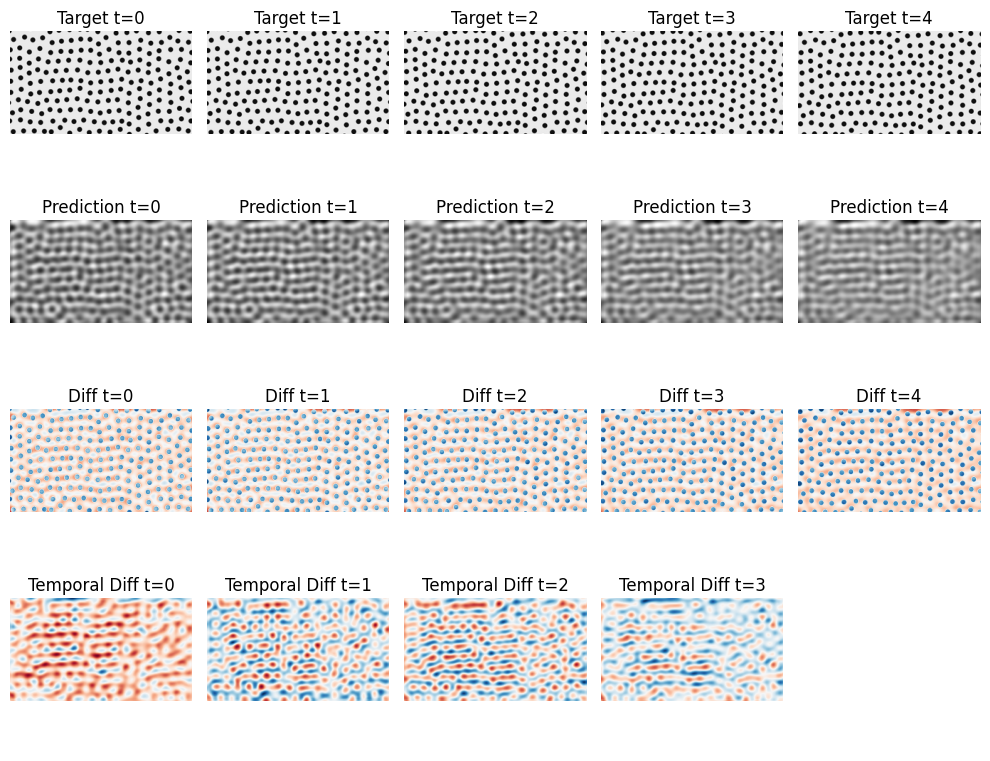 Target t=0 Target t=1 Target t=2 Target t=3 Target t=4
Prediction t=0 Prediction t=1 Prediction t=2 Prediction t=3 Prediction t=4
Diff t=0 Diff t=1 Diff t=2 Diff t=3 Diff t=4
Temporal Diff t=0 Temporal Diff t=1 Temporal Diff t=2 Temporal Diff t=3